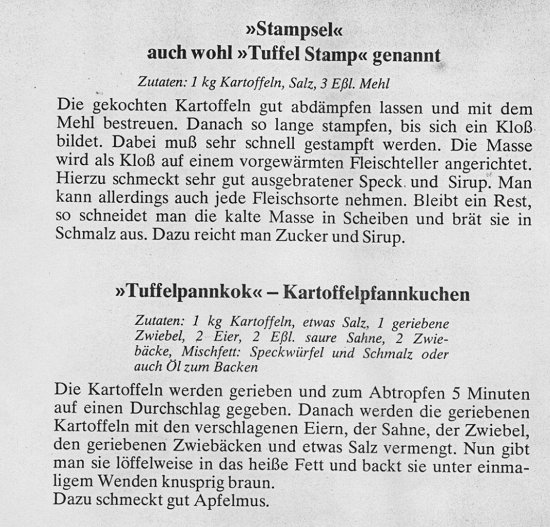 »Stampsel«
auch wohl »Tuffel Stamp« genannt
Zutaten: 1 kg Kartoffeln, Salz, 3 Eßl. Mehl
Die gekochten Kartoffeln gut abdämpfen lassen und mit dem
Mehl bestreuen. Danach so lange stampfen, bis sich ein Kloß
bildet. Dabei muß sehr schnell gestampft werden. Die Masse
wird als Kloß auf einem vorgewärmten Fleischteller angerichtet.
Hierzu schmeckt sehr gut ausgebratener Speck und Sirup. Man
kann allerdings auch jede Fleischsorte nehmen. Bleibt ein Rest,
so schneidet man die kalte Masse in Scheiben und brät sie in
Schmalz aus. Dazu reicht man Zucker und Sirup.
»Tuffelpannkok« – Kartoffelpfannkuchen
Zutaten: 1 kg Kartoffeln, etwas Salz, 1 geriebene
Zwiebel, 2 Eier, 2 Eßl. saure Sahne, 2 Zwie-
bäcke, Mischfett: Speckwürfel und Schmalz oder
auch Öl zum Backen
Die Kartoffeln werden gerieben und zum Abtropfen 5 Minuten
auf einen Durchschlag gegeben. Danach werden die geriebenen
Kartoffeln mit den verschlagenen Eiern, der Sahne, der Zwiebel,
den geriebenen Zwiebäcken und etwas Salz vermengt. Nun gibt
man sie löffelweise in das heiße Fett und backt sie unter einma-
ligem Wenden knusprig braun.
Dazu schmeckt gut Apfelmus.